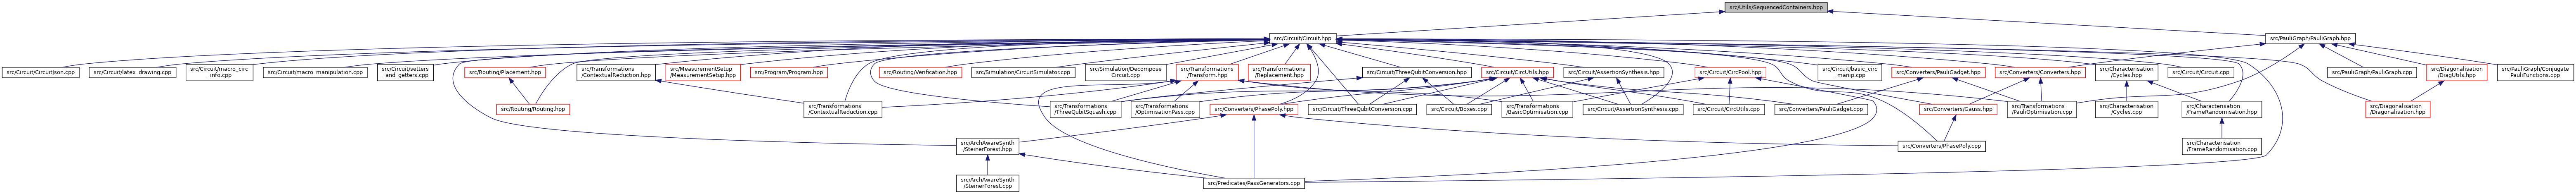 src/Utils/SequencedContainers.hpp
src/Circuit/Circuit.hpp
src/PauliGraph/PauliGraph.hpp
src/Circuit/CircuitJson.cpp
src/Circuit/latex_drawing.cpp
src/Circuit/macro_circ
_info.cpp
src/Circuit/macro_manipulation.cpp
src/Circuit/setters
_and_getters.cpp
src/Routing/Placement.hpp
src/Transformations
/ContextualReduction.hpp
src/MeasurementSetup
/MeasurementSetup.hpp
src/Program/Program.hpp
src/Routing/Verification.hpp
src/Simulation/CircuitSimulator.cpp
src/Simulation/Decompose
Circuit.cpp
src/Transformations
/Transform.hpp
src/Transformations
/Replacement.hpp
src/Circuit/ThreeQubitConversion.hpp
src/Circuit/CircUtils.hpp
src/Circuit/AssertionSynthesis.hpp
src/Circuit/CircPool.hpp
src/Circuit/basic_circ
_manip.cpp
src/Converters/PauliGadget.hpp
src/Converters/Converters.hpp
src/Characterisation
/Cycles.hpp
src/Circuit/Circuit.cpp
src/PauliGraph/PauliGraph.cpp
src/Diagonalisation
/DiagUtils.hpp
src/PauliGraph/Conjugate
PauliFunctions.cpp
src/Routing/Routing.hpp
src/Transformations
/ContextualReduction.cpp
src/Transformations
/ThreeQubitSquash.cpp
src/Transformations
/OptimisationPass.cpp
src/Converters/PhasePoly.hpp
src/Circuit/ThreeQubitConversion.cpp
src/Circuit/Boxes.cpp
src/Transformations
/BasicOptimisation.cpp
src/Circuit/AssertionSynthesis.cpp
src/Circuit/CircUtils.cpp
src/Converters/PauliGadget.cpp
src/Converters/Gauss.hpp
src/Transformations
/PauliOptimisation.cpp
src/Characterisation
/Cycles.cpp
src/Characterisation
/FrameRandomisation.hpp
src/Diagonalisation
/Diagonalisation.hpp
src/ArchAwareSynth
/SteinerForest.hpp
src/Converters/PhasePoly.cpp
src/Characterisation
/FrameRandomisation.cpp
src/ArchAwareSynth
/SteinerForest.cpp
src/Predicates/PassGenerators.cpp